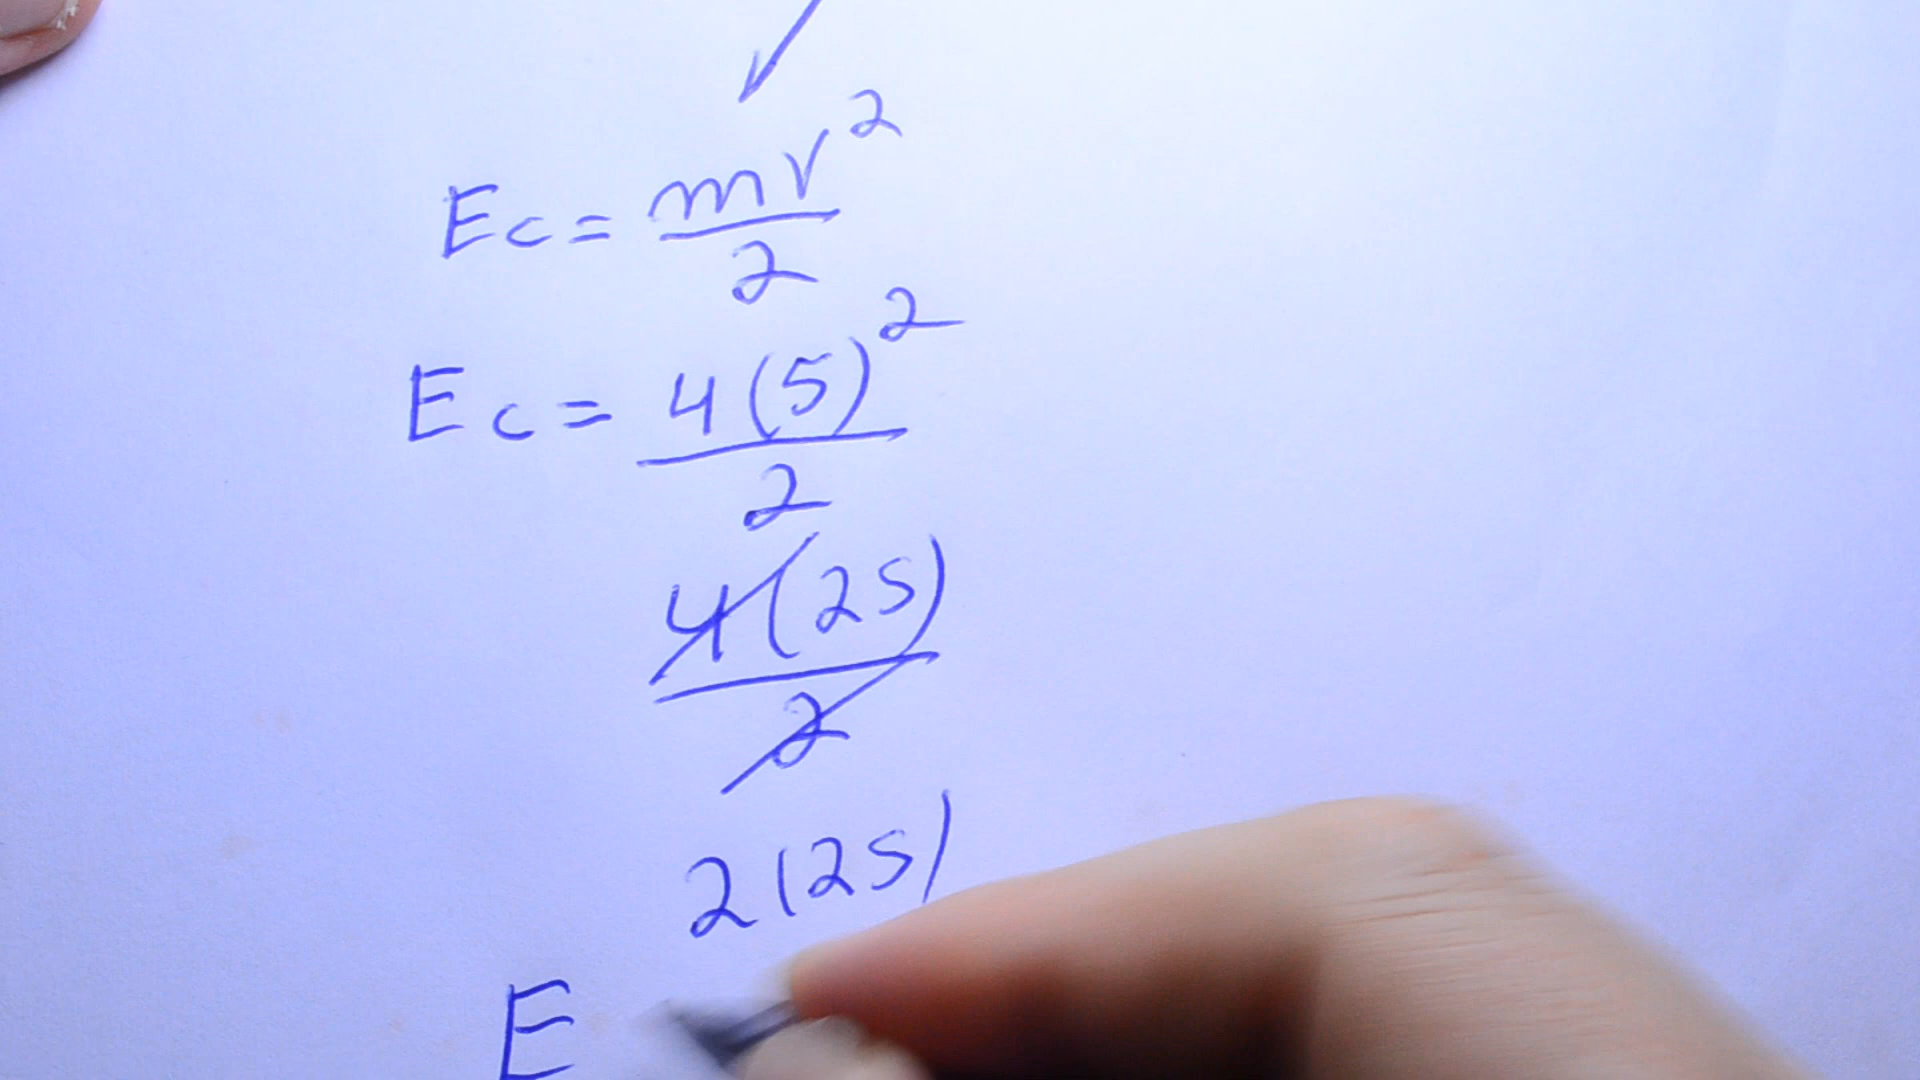 Ec = mv²/2
Ec = 4(5)²/2
4(25)/2
2(25)
E